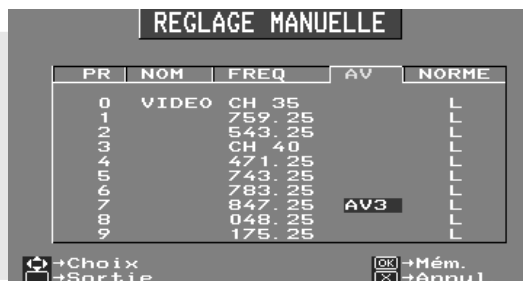 REGLAGE MANUELLE
PR NOM FREQ AV NORME
0 VIDEO CH 35 L
1 759.25 L
2 543.25 L
3 CH 40 L
4 471.25 L
5 743.25 L
6 783.25 L
7 847.25 AV3 L
8 048.25 L
9 175.25 L
→Choix OK→Mém.
→Sortie X→Annul